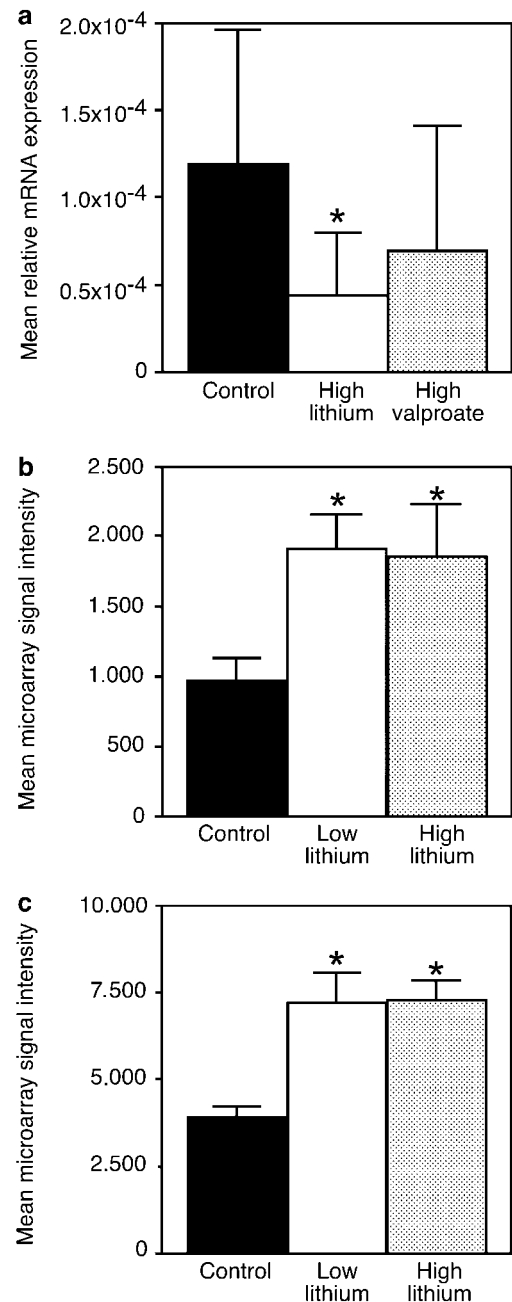 a
Mean relative mRNA expression
2.0x10-4
1.5x10-4
1.0x10-4
0.5x10-4
0
*
Control
High
lithium
High
valproate
b
Mean microarray signal intensity
2.500
2.000
1.500
1.000
500
0
*
*
Control
Low
lithium
High
lithium
c
Mean microarray signal intensity
10.000
7.500
5.000
2.500
0
*
*
Control
Low
lithium
High
lithium